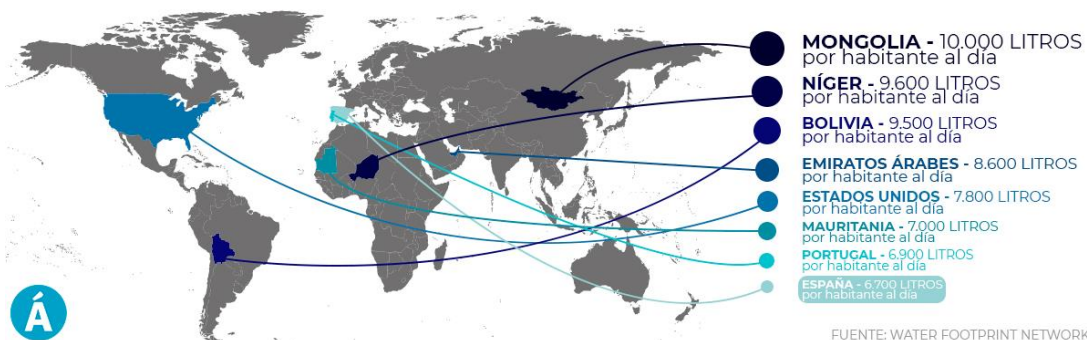 MONGOLIA - 10.000 LITROS
por habitante al día
NÍGER - 9.600 LITROS
por habitante al día
BOLIVIA - 9.500 LITROS
por habitante al día
EMIRATOS ÁRABES - 8.600 LITROS
por habitante al día
ESTADOS UNIDOS - 7.800 LITROS
por habitante al día
MAURITANIA - 7.000 LITROS
por habitante al día
PORTUGAL - 6.900 LITROS
por habitante al día
ESPAÑA - 6.700 LITROS
por habitante al día
Á
FUENTE: WATER FOOTPRINT NETWORK